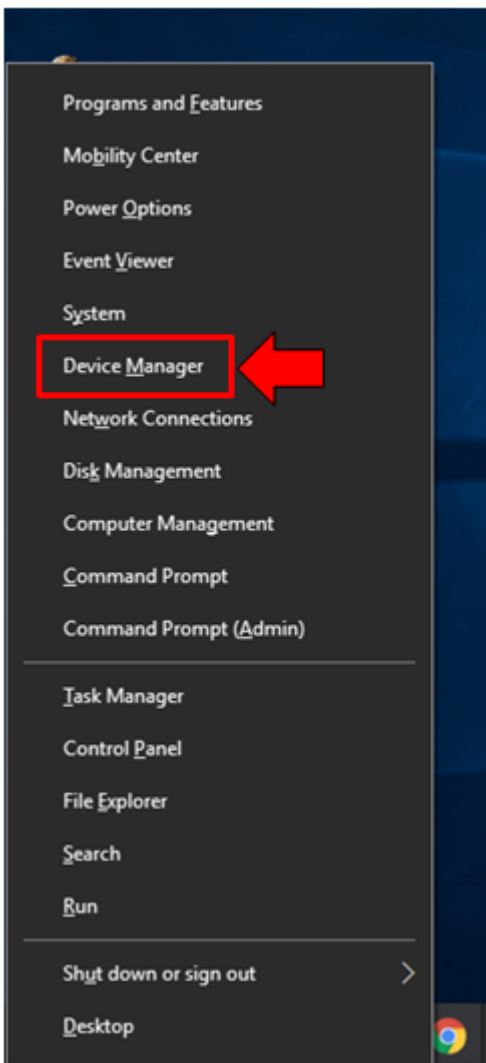 Programs and Features
Mobility Center
Power Options
Event Viewer
System
Device Manager
Network Connections
Disk Management
Computer Management
Command Prompt
Command Prompt (Admin)
Task Manager
Control Panel
File Explorer
Search
Run
Shut down or sign out
Desktop